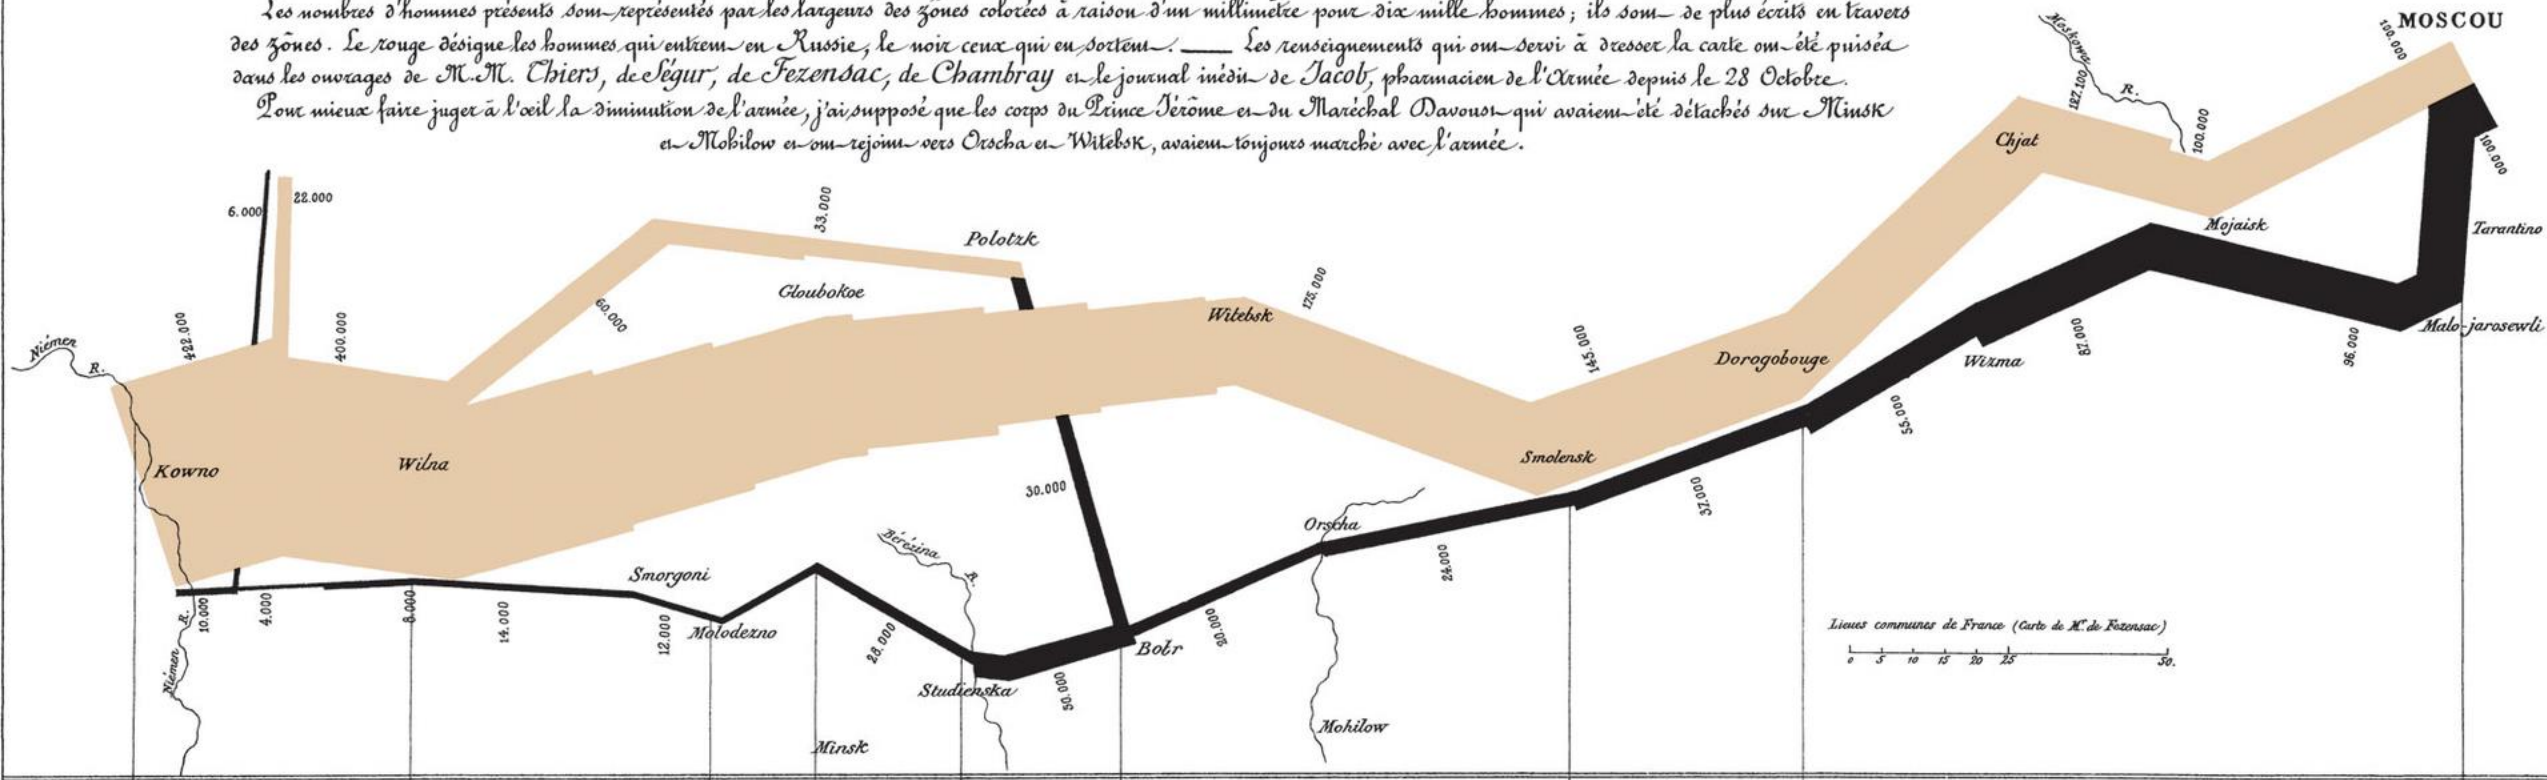 Les nombres d'hommes présents sont représentés par les largeurs des zones colorées à raison d'un millimètre pour dix mille hommes; ils sont de plus écrits en travers
des zones. Le rouge désigne les hommes qui entrent en Russie, le noir ceux qui en sortent. — Les renseignements qui ont servi à dresser la carte ont été puisés
dans les ouvrages de M.M. Thiers, de Ségur, de Fezensac, de Chambray et le journal inédit de Jacob, pharmacien de l'Armée depuis le 28 Octobre.
Pour mieux faire juger à l'œil la diminution de l'armée, j'ai supposé que les corps du Prince Jérôme et du Maréchal Davoust qui avaient été détachés sur Minsk
et Mohilow et ont rejoint vers Orscha et Witebsk, avaient toujours marché avec l'armée.
MOSCOU
100.000
Moskowa
R.
127.100
100.000
100.000
Chjat
Mojaisk
Tarantino
Malo-jarosewli
6.000
22.000
33.000
Polotzk
Gloubokoe
60.000
422.000
400.000
Niémen
R.
Witebsk
175.000
145.000
Dorogobouge
Wixma
87.000
96.000
55.000
Kowno
Wilna
Smolensk
30.000
37.000
Orscha
24.000
Bérézina
R.
Smorgoni
Molodezno
10.000
4.000
8.000
14.000
12.000
28.000
20.000
Bobr
Studienska
50.000
R.
Niémen
Mohilow
Minsk
Lieues communes de France (Carte de Mr. de Fezensac)
0 5 10 15 20 25 50.